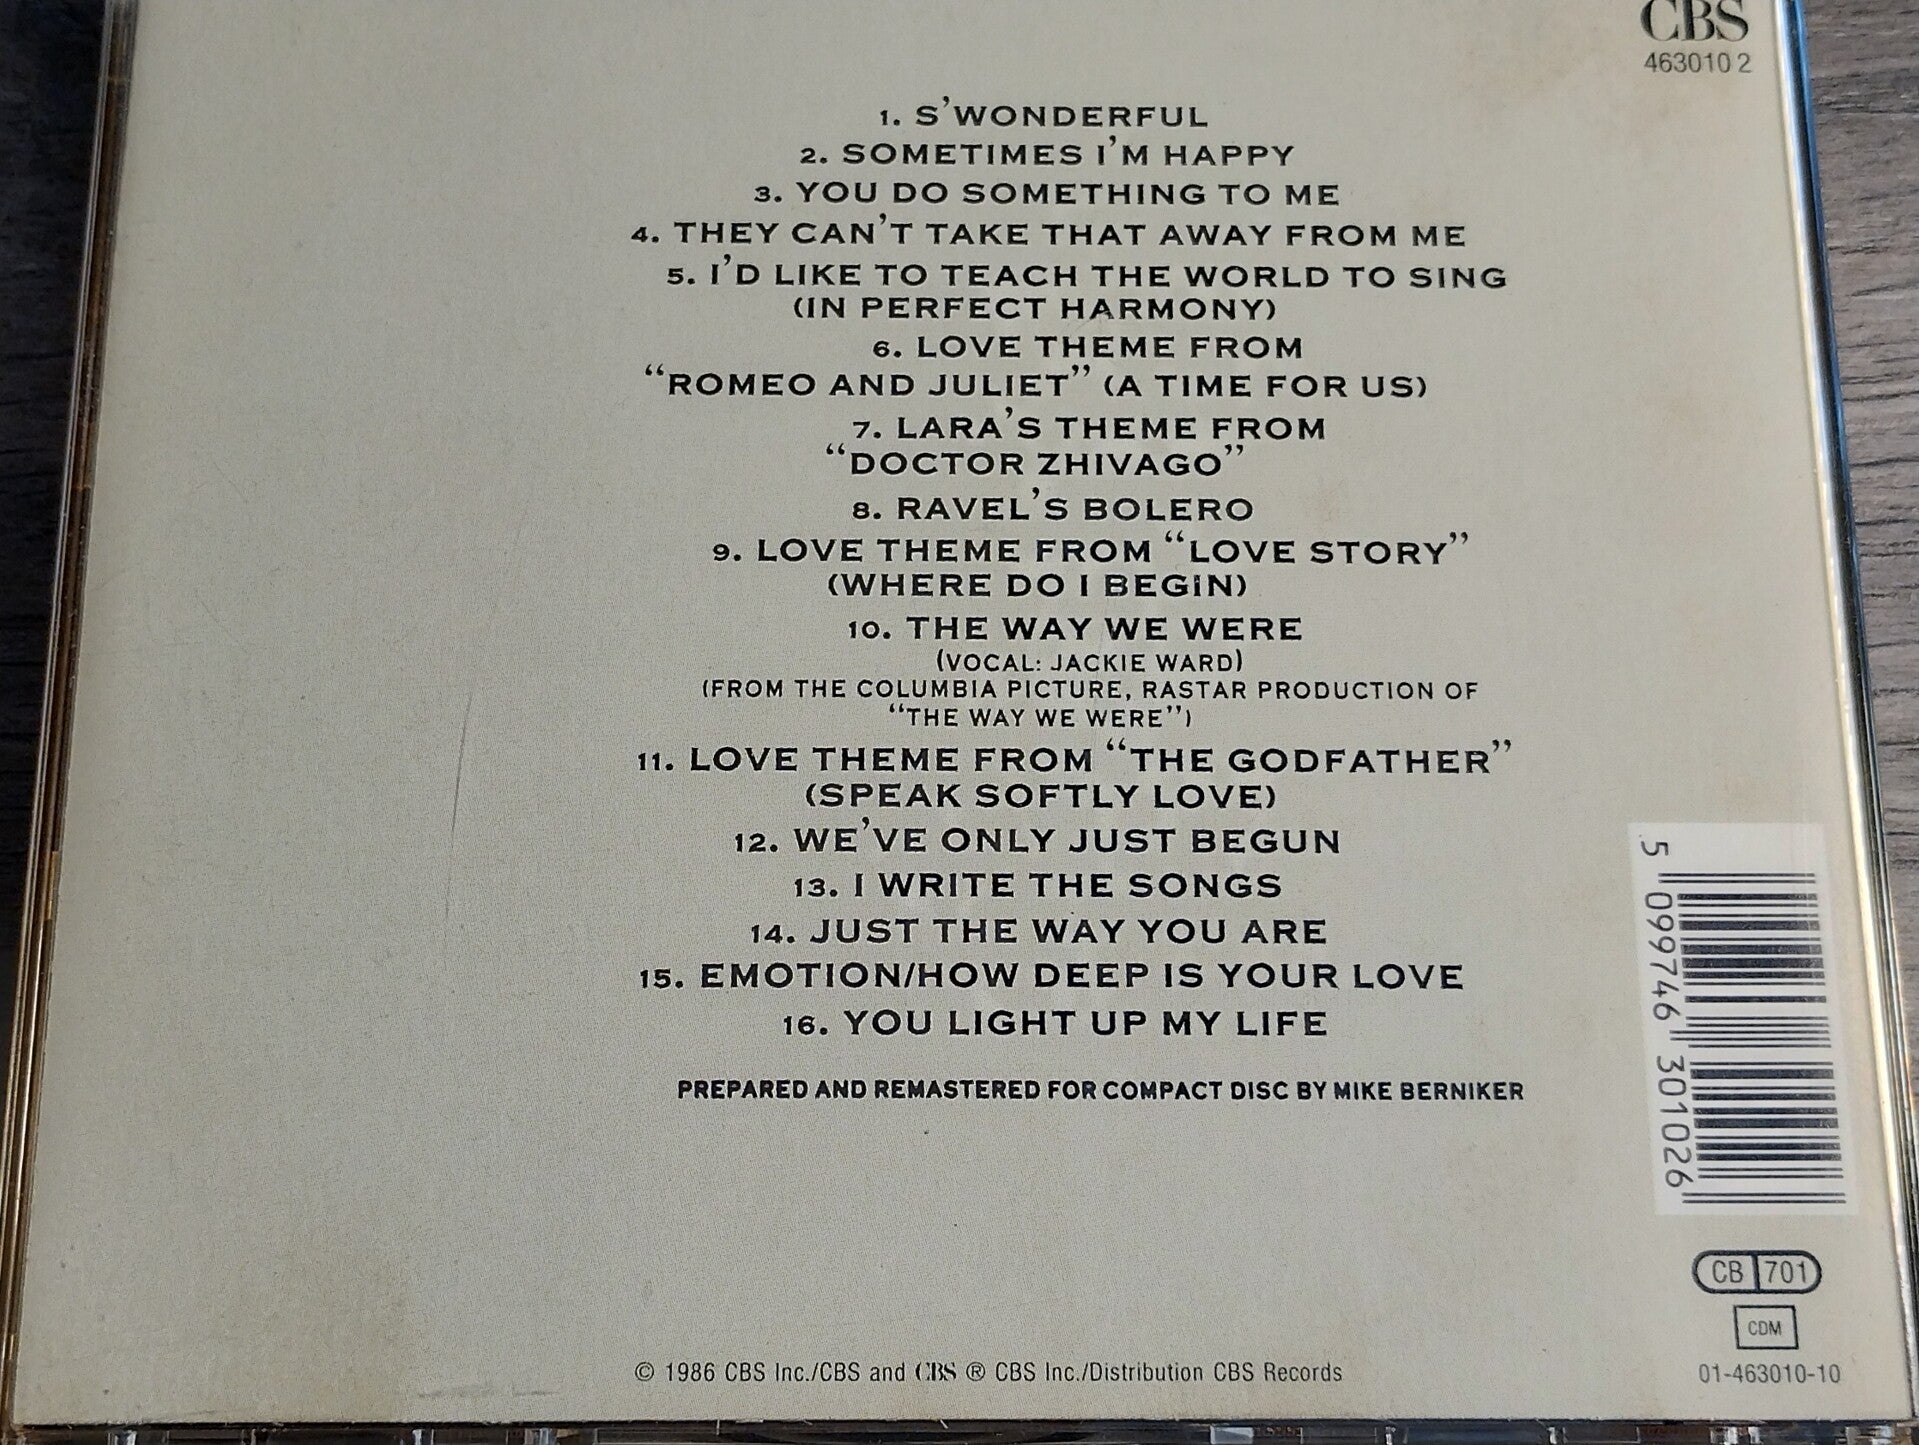 CBS
463010 2
1. S'WONDERFUL
2. SOMETIMES I'M HAPPY
3. YOU DO SOMETHING TO ME
4. THEY CAN'T TAKE THAT AWAY FROM ME
5. I'D LIKE TO TEACH THE WORLD TO SING
(IN PERFECT HARMONY)
6. LOVE THEME FROM
“ROMEO AND JULIET” (A TIME FOR US)
7. LARA'S THEME FROM
“DOCTOR ZHIVAGO”
8. RAVEL'S BOLERO
9. LOVE THEME FROM “LOVE STORY”
(WHERE DO I BEGIN)
10. THE WAY WE WERE
(VOCAL: JACKIE WARD)
(FROM THE COLUMBIA PICTURE, RASTAR PRODUCTION OF
“THE WAY WE WERE”)
11. LOVE THEME FROM “THE GODFATHER”
(SPEAK SOFTLY LOVE)
12. WE'VE ONLY JUST BEGUN
13. I WRITE THE SONGS
14. JUST THE WAY YOU ARE
15. EMOTION/HOW DEEP IS YOUR LOVE
16. YOU LIGHT UP MY LIFE
PREPARED AND REMASTERED FOR COMPACT DISC BY MIKE BERNIKER
5 099746 301026
CB 701
CDM
01-463010-10
© 1986 CBS Inc./CBS and CBS ® CBS Inc./Distribution CBS Records